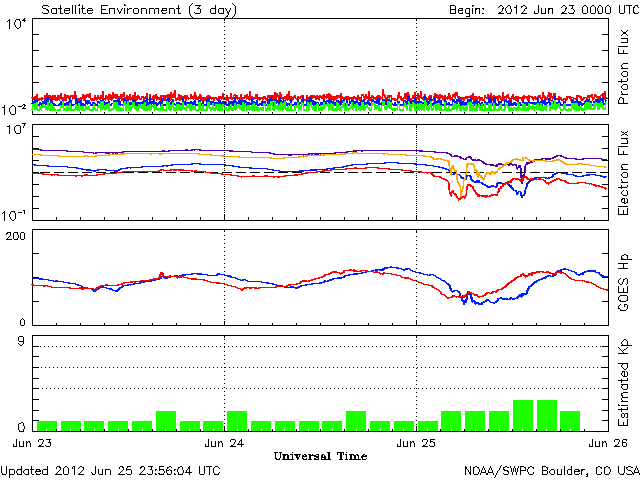 Satellite Environment (3 day)
Begin: 2012 Jun 23 0000 UTC
10⁴
10⁻²
Proton Flux
10⁷
10⁻¹
Electron Flux
200
0
GOES Hp
9
0
Estimated Kp
Jun 23
Jun 24
Jun 25
Jun 26
Universal Time
Updated 2012 Jun 25 23:56:04 UTC
NOAA/SWPC Boulder, CO USA